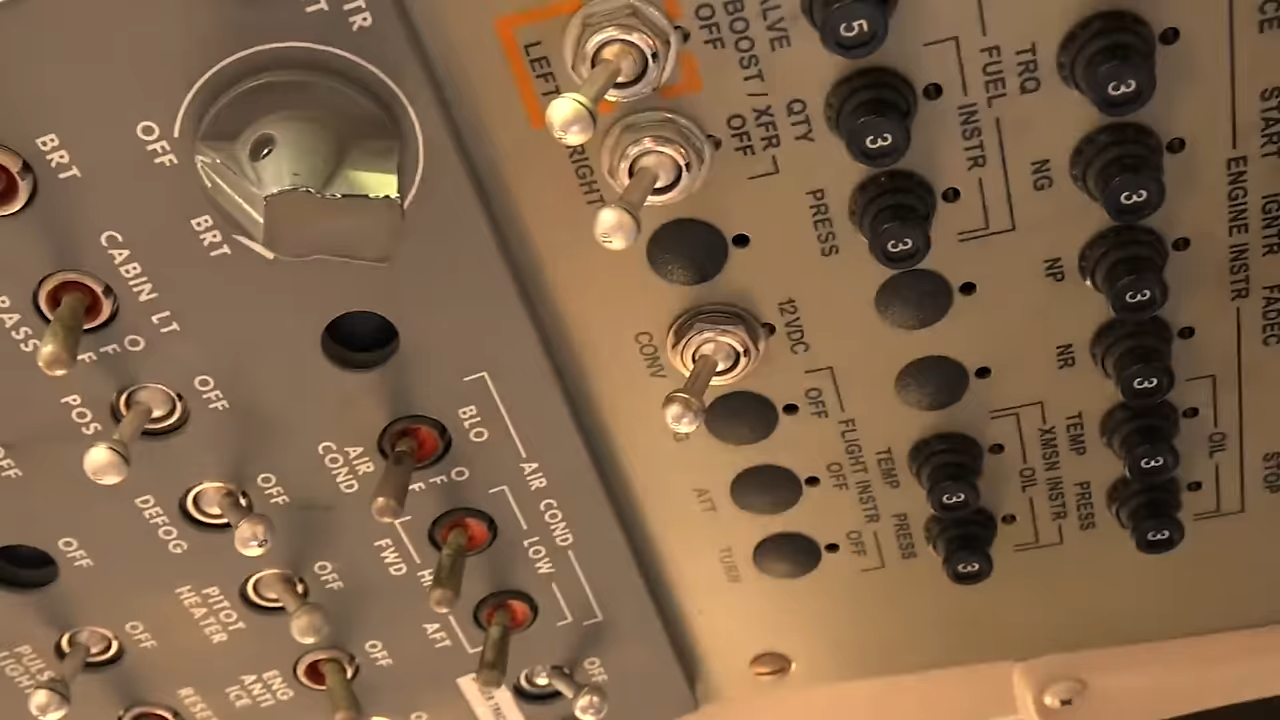 OFF
BRT
BRT
CABIN LT
O
F
F
POS
OFF
DEFOG
OFF
OFF
PITOT
HEATER
OFF
OFF
ENG
ANTI
ICE
OFF
AIR
COND
BLO
O
F
F
AIR COND
LOW
FWD
AFT
OFF
LEFT
OFF
BOOST / XFR
RIGHT
OFF
12VDC
CONV
OFF
FLIGHT INSTR
OFF
ATT
OFF
TURN
5
QTY
3
PRESS
3
INSTR
FUEL
TEMP
3
PRESS
3
OIL
XMSN INSTR
TRQ
3
NG
3
NP
3
NR
3
TEMP
3
PRESS
3
OIL
ENGINE INSTR
START
IGNTR
FADEC
STOP